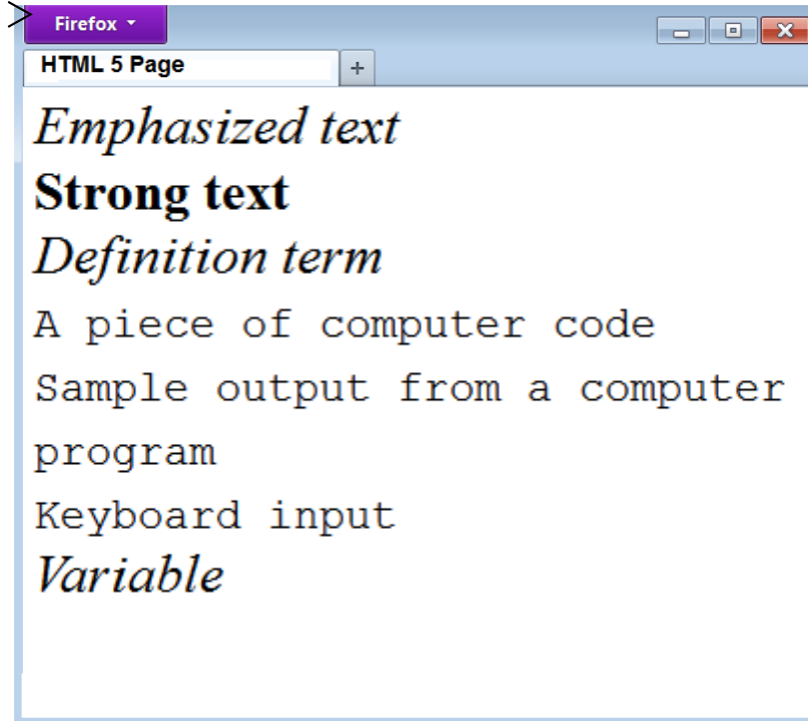 >
Firefox
HTML 5 Page
+
Emphasized text
Strong text
Definition term
A piece of computer code
Sample output from a computer
program
Keyboard input
Variable